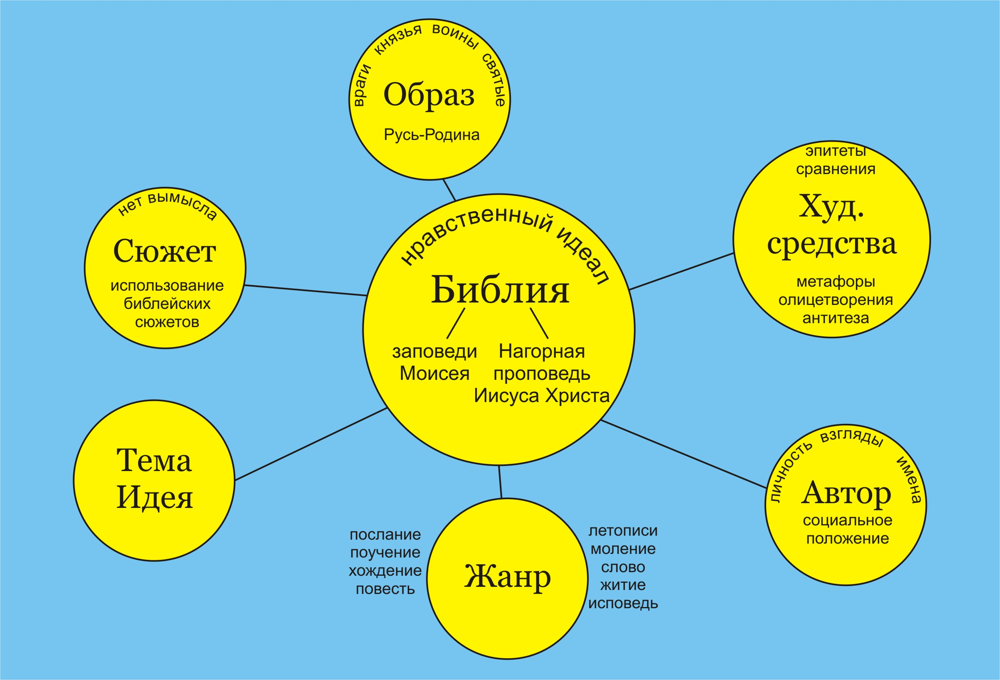 враги князья воины святые
Образ
Русь-Родина
эпитеты
сравнения
Худ.
средства
метафоры
олицетворения
антитеза
нет вымысла
Сюжет
использование
библейских
сюжетов
нравственный идеал
Библия
заповеди
Моисея
Нагорная
проповедь
Иисуса Христа
Тема
Идея
личность взгляды имена
Автор
социальное
положение
послание
поучение
хождение
повесть
Жанр
летописи
моление
слово
житие
исповедь